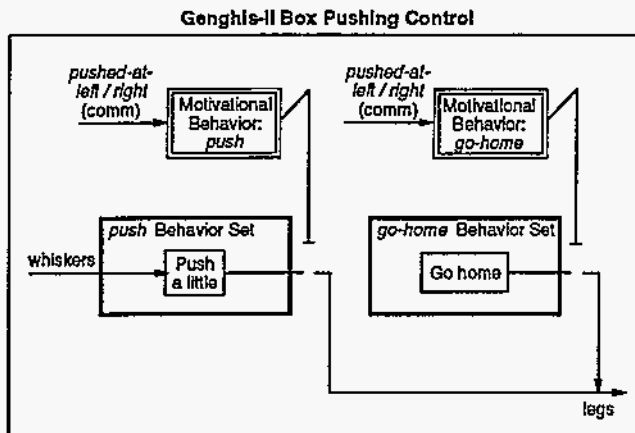 Genghis-II Box Pushing Control
pushed-at-
left / right
(comm)
Motivational
Behavior:
push
pushed-at-
left / right
(comm)
Motivational
Behavior:
go-home
push Behavior Set
whiskers
Push
a little
go-home Behavior Set
Go home
legs